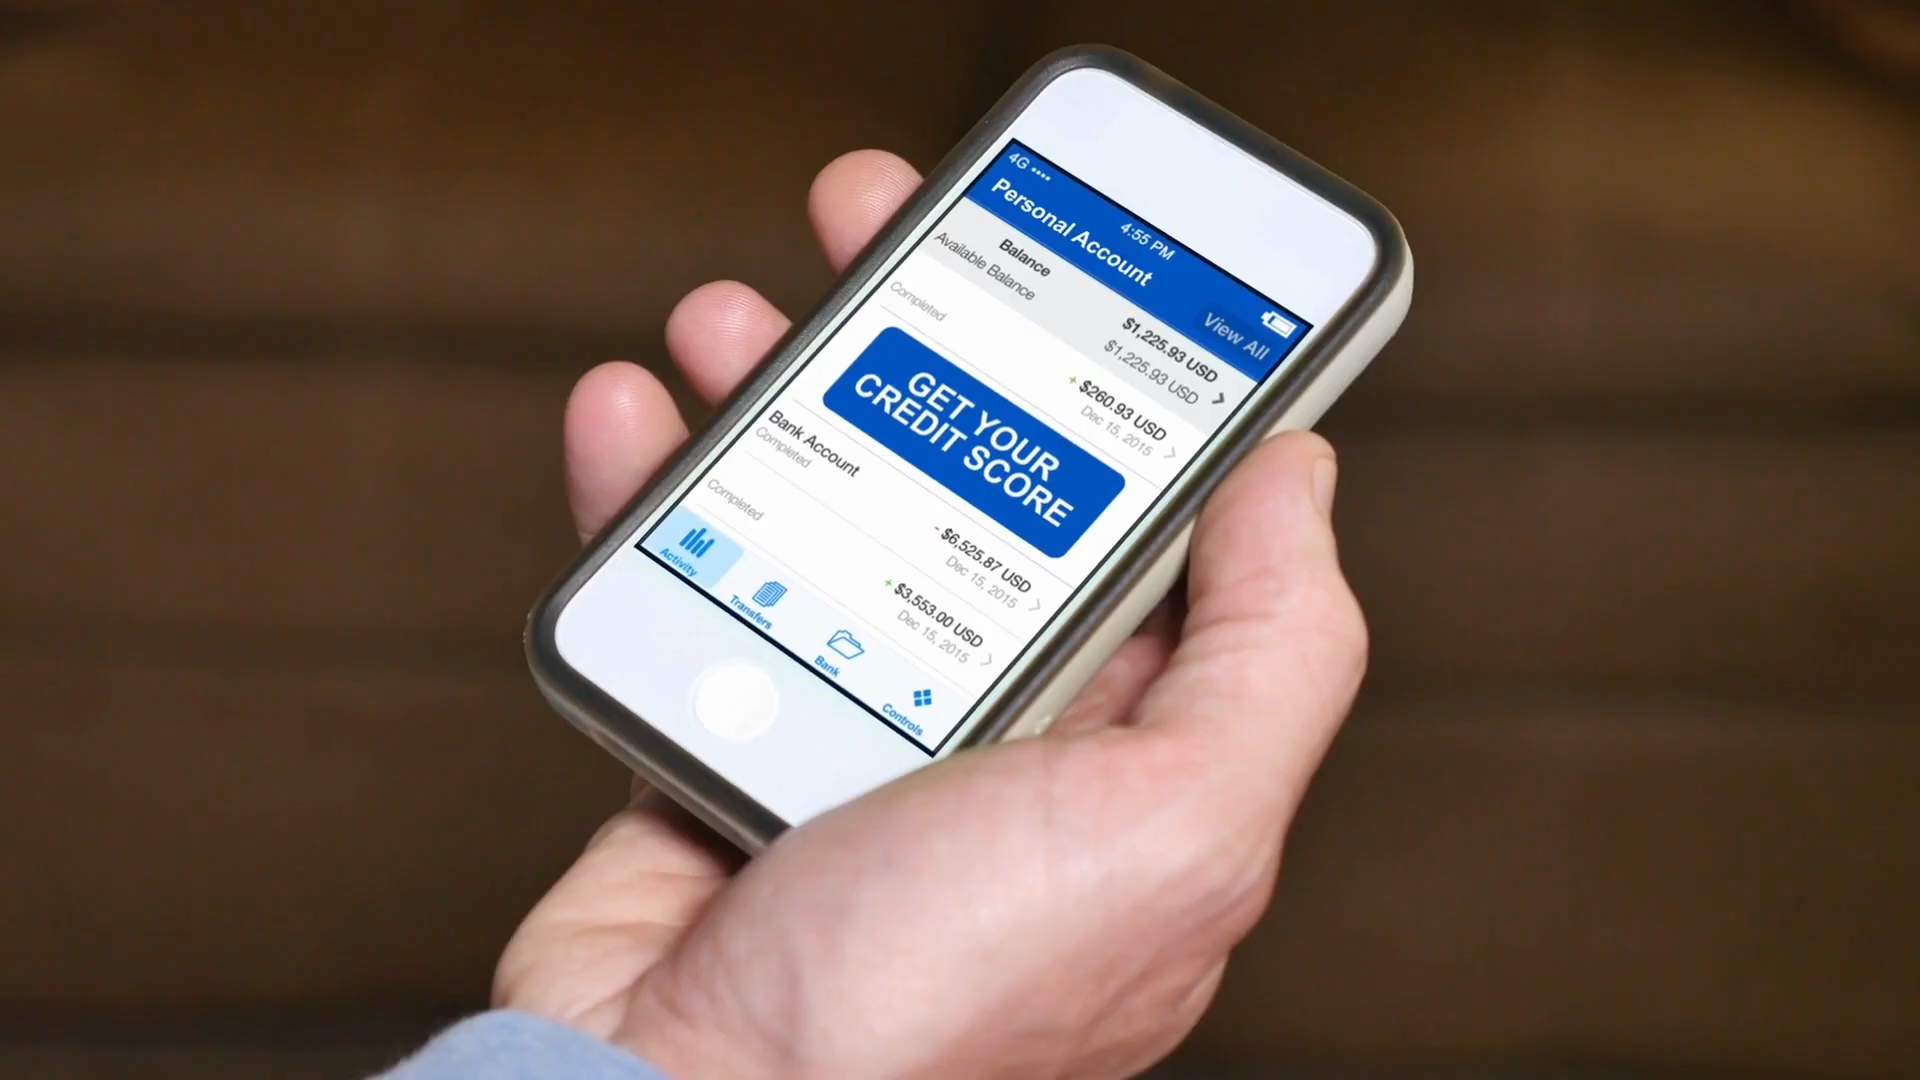 4G
4:55 PM
Personal Account
View All
Balance
$1,225.93 USD
Available Balance
$1,225.93 USD
+ $260.93 USD
Completed
Dec 15, 2015
GET YOUR
CREDIT SCORE
Bank Account
- $6,525.87 USD
Completed
Dec 15, 2015
+ $3,553.00 USD
Completed
Dec 15, 2015
Activity
Transfers
Bank
Controls